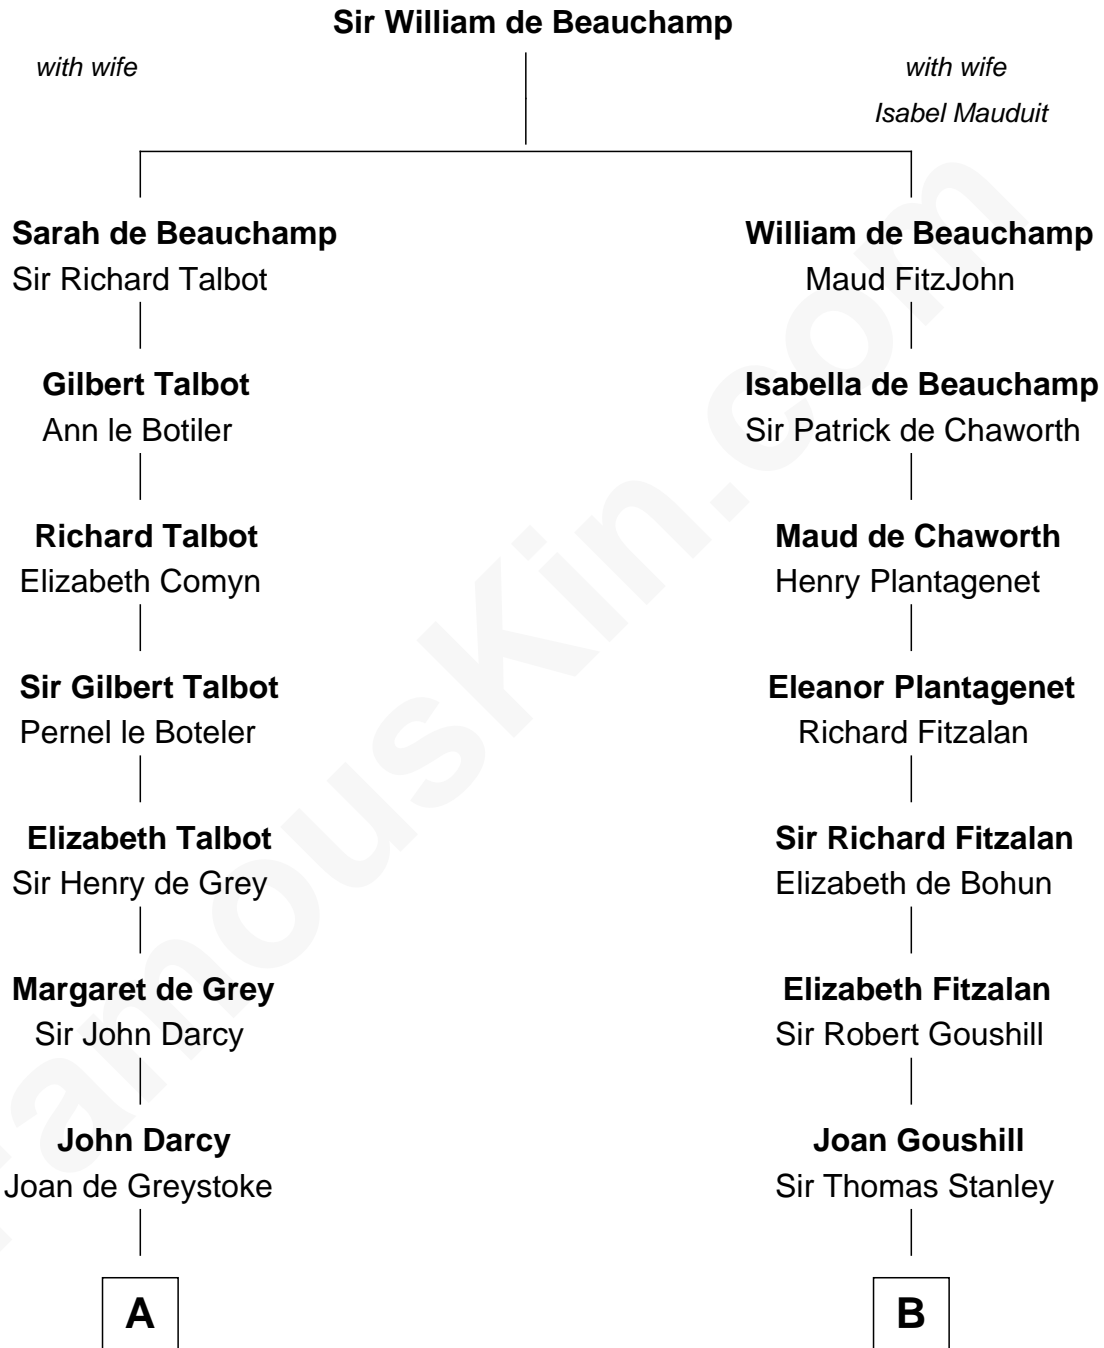 Sir William de Beauchamp
with wife
with wife
Isabel Mauduit
Sarah de Beauchamp
Sir Richard Talbot
William de Beauchamp
Maud FitzJohn
Gilbert Talbot
Ann le Botiler
Isabella de Beauchamp
Sir Patrick de Chaworth
Richard Talbot
Elizabeth Comyn
Maud de Chaworth
Henry Plantagenet
Sir Gilbert Talbot
Pernel le Boteler
Eleanor Plantagenet
Richard Fitzalan
Elizabeth Talbot
Sir Henry de Grey
Sir Richard Fitzalan
Elizabeth de Bohun
Margaret de Grey
Sir John Darcy
Elizabeth Fitzalan
Sir Robert Goushill
John Darcy
Joan de Greystoke
Joan Goushill
Sir Thomas Stanley
A
B
FamousKin.com